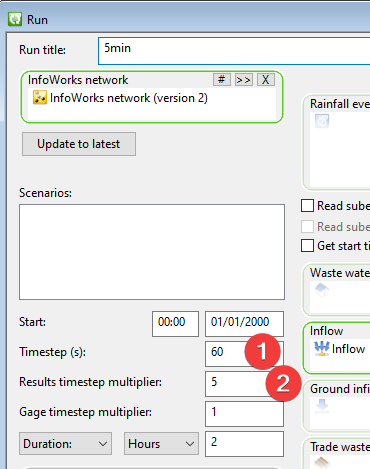 Run
Run title: 5min
InfoWorks network # >> X
InfoWorks network (version 2)
Update to latest
Scenarios:
Start: 00:00 01/01/2000
Timestep (s): 60 1
Results timestep multiplier: 5 2
Gage timestep multiplier: 1
Duration: Hours 2
Rainfall eve
Read sube
Read sube
Get start ti
Waste wate
Inflow
Inflow
Ground infi
Trade waste